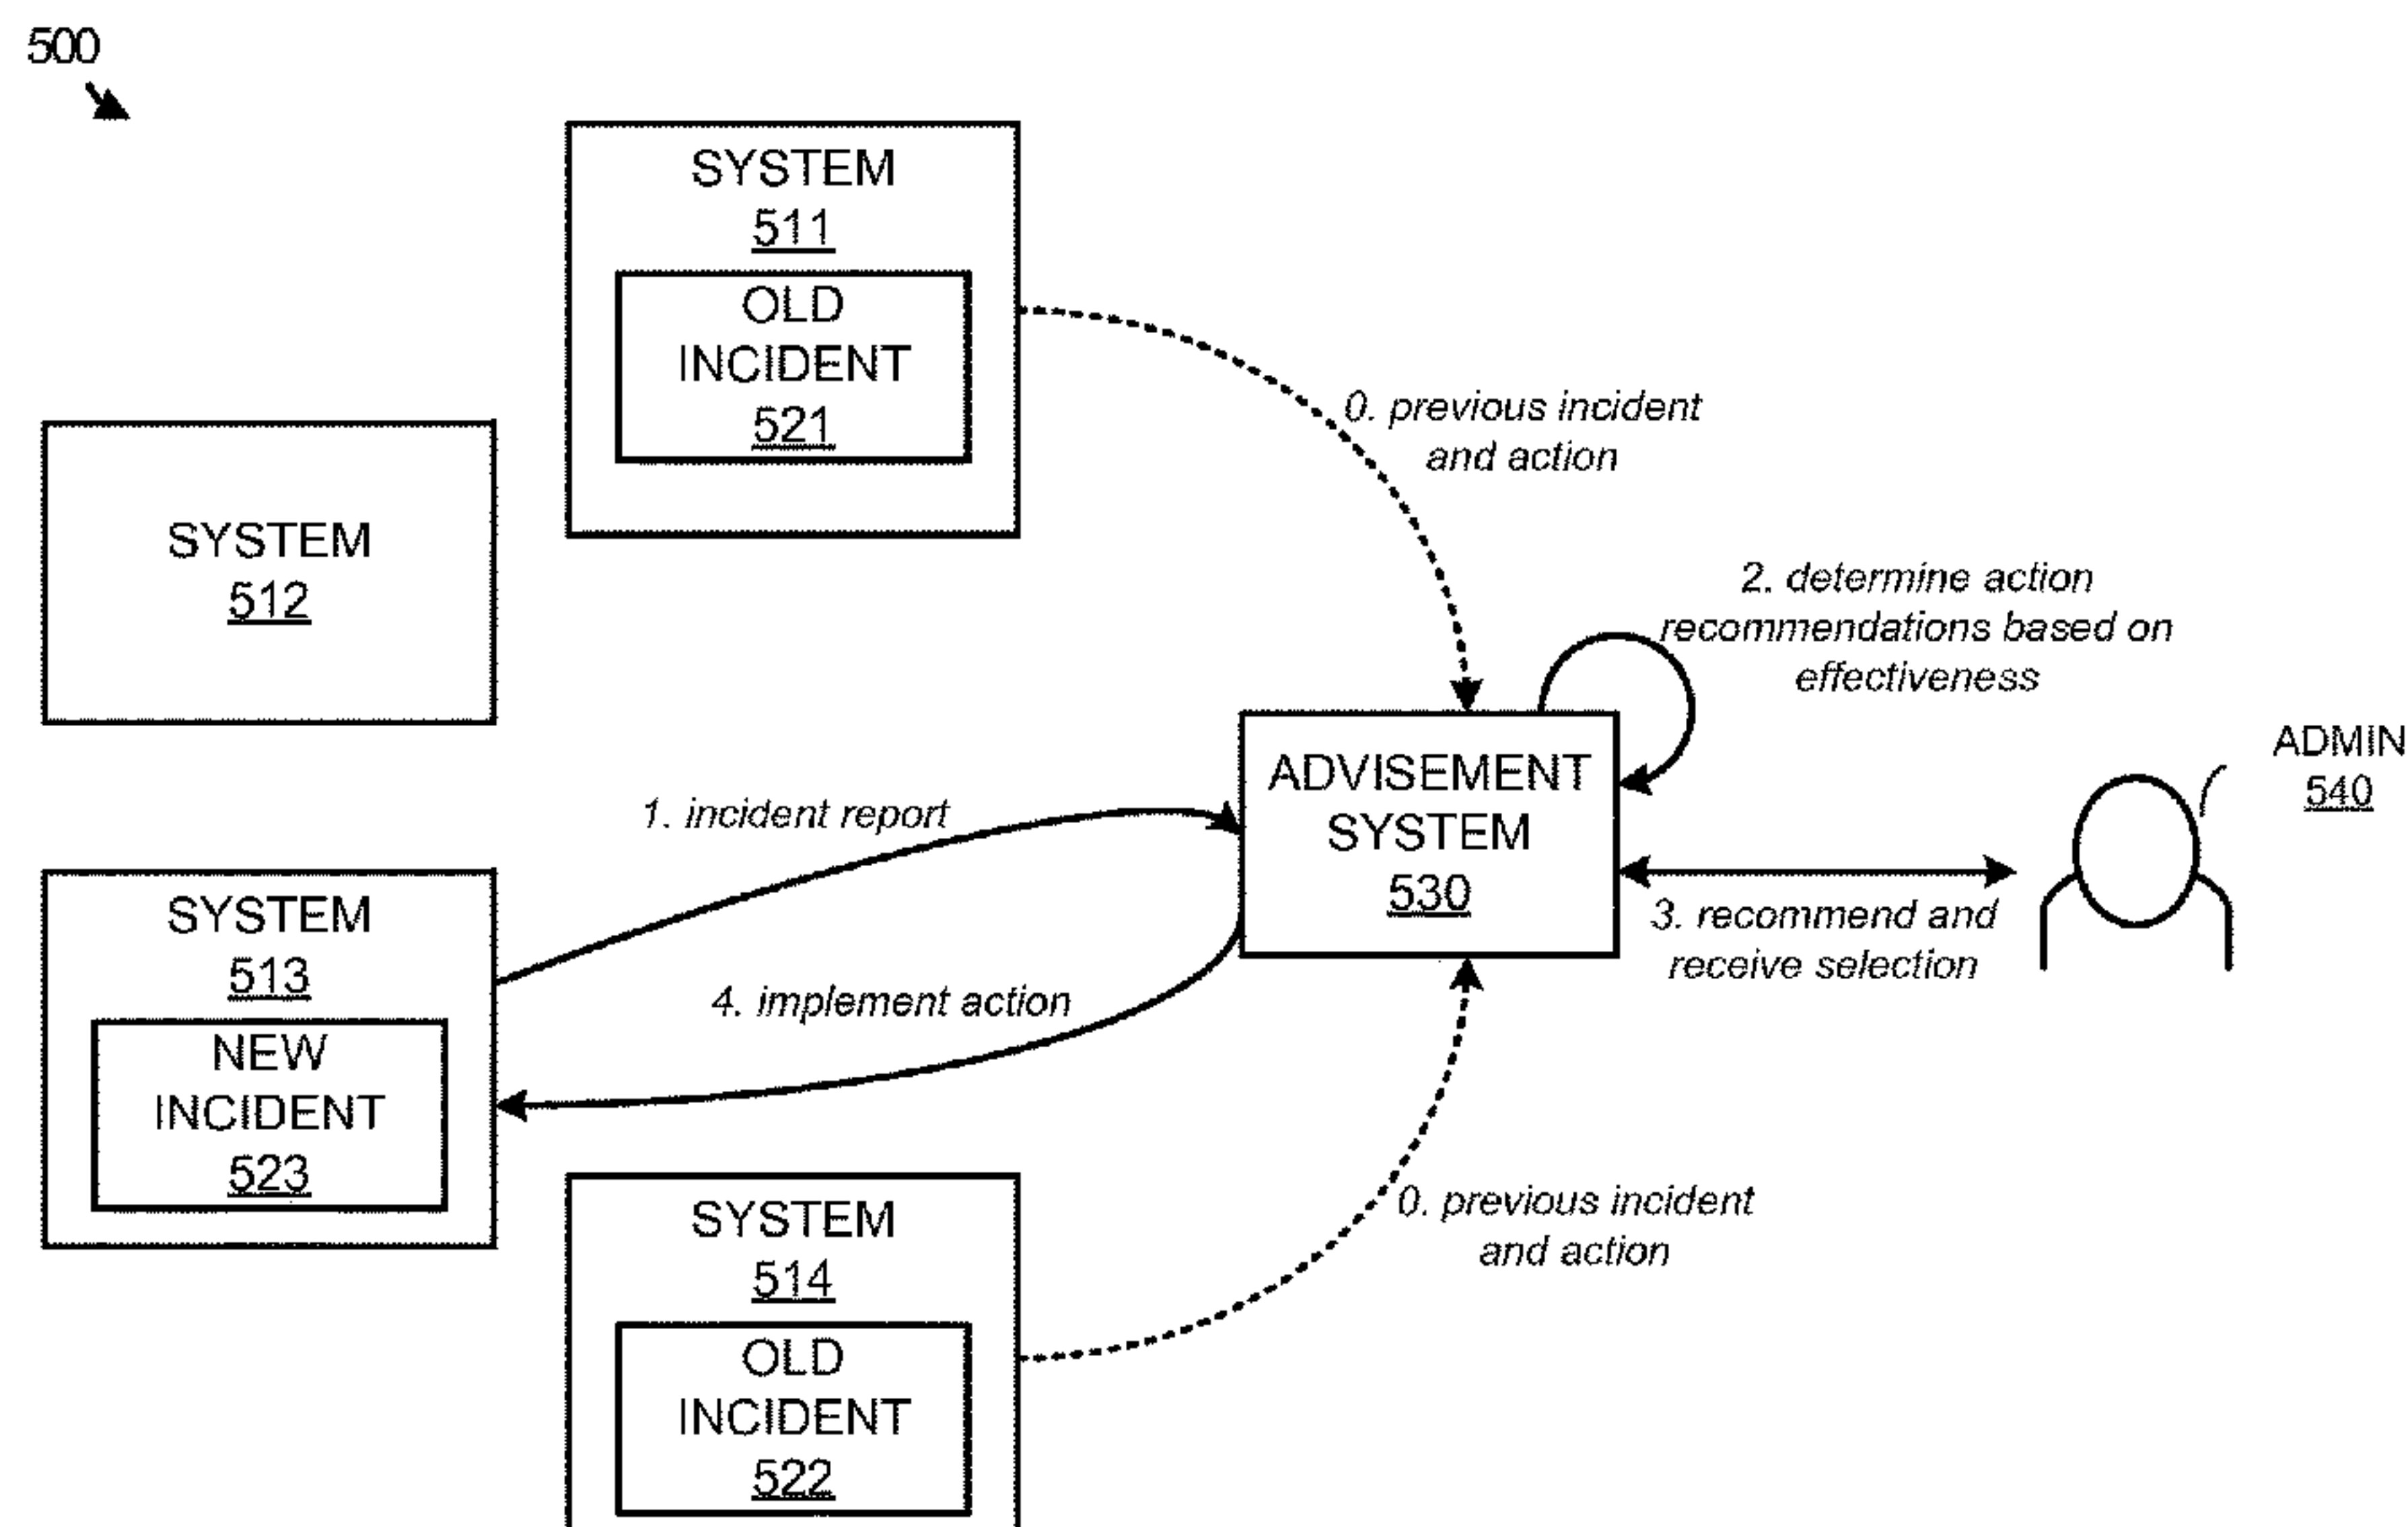 500
SYSTEM
511
OLD
INCIDENT
521
0. previous incident
and action
SYSTEM
512
2. determine action
recommendations based on
effectiveness
ADVISEMENT
SYSTEM
530
ADMIN
540
1. incident report
3. recommend and
receive selection
SYSTEM
513
NEW
INCIDENT
523
4. implement action
SYSTEM
514
OLD
INCIDENT
522
0. previous incident
and action